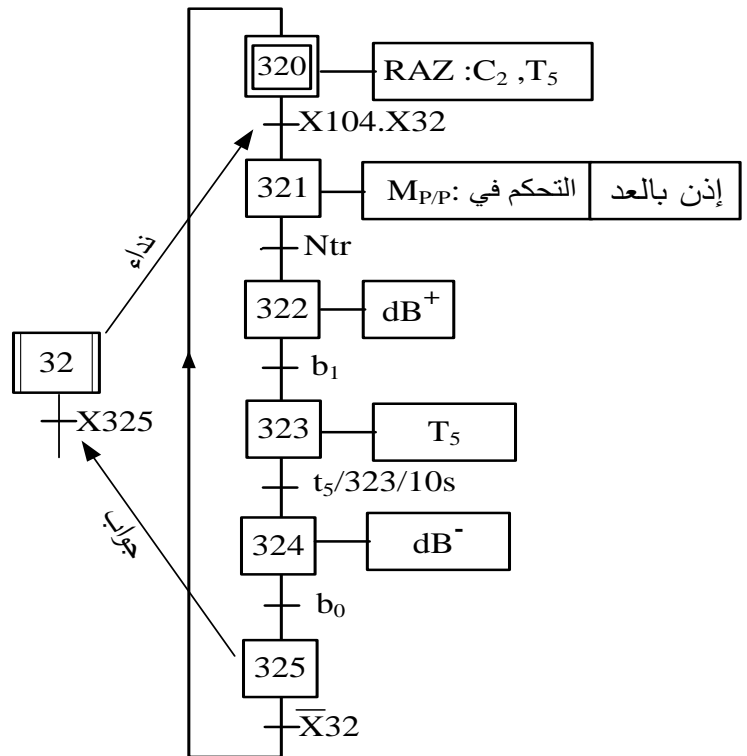 320
RAZ :C₂ ,T₅
X104.X32
321
التحكم في :M_P/P
إذن بالعد
نداء
Ntr
322
dB⁺
32
b₁
X325
323
T₅
t₅/323/10s
جواب
324
dB⁻
b₀
325
X̅32